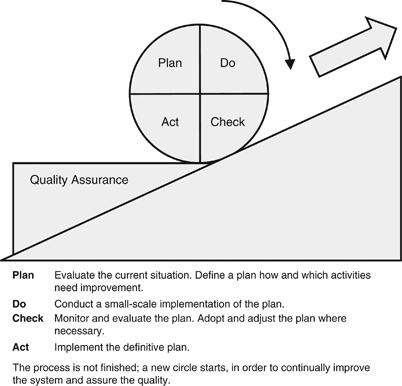 Plan Do
Act Check
Quality Assurance
Plan Evaluate the current situation. Define a plan how and which activities
need improvement.
Do Conduct a small-scale implementation of the plan.
Check Monitor and evaluate the plan. Adopt and adjust the plan where
necessary.
Act Implement the definitive plan.
The process is not finished; a new circle starts, in order to continually improve
the system and assure the quality.